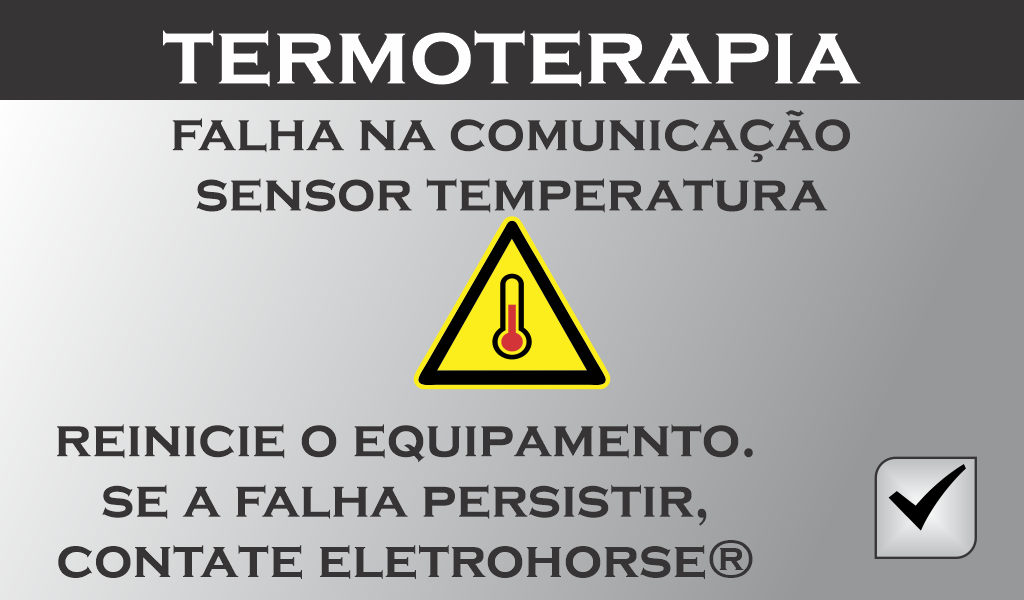 TERMOTERAPIA
FALHA NA COMUNICAÇÃO
SENSOR TEMPERATURA
REINICIE O EQUIPAMENTO.
SE A FALHA PERSISTIR,
CONTATE ELETROHORSE®